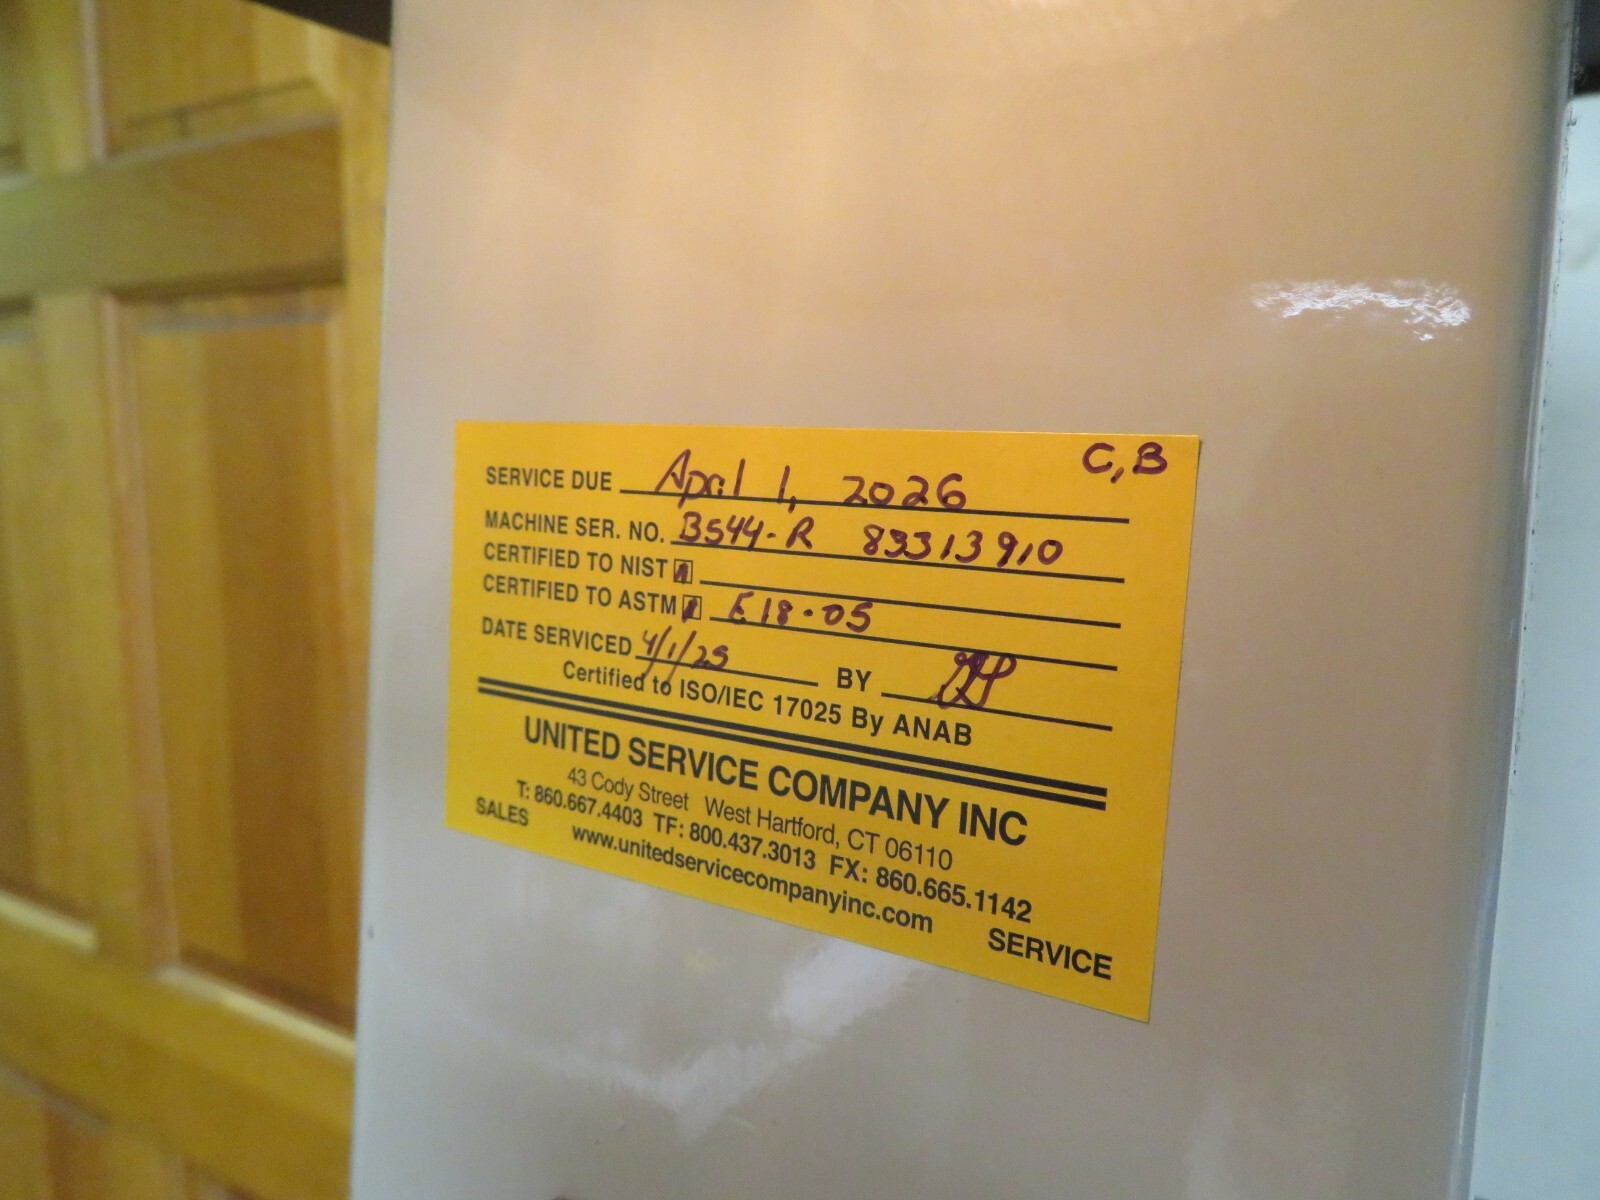 C, B
SERVICE DUE April 1, 2026
MACHINE SER. NO. B544-R 83313910
CERTIFIED TO NIST
CERTIFIED TO ASTM E18-05
DATE SERVICED 4/1/25 BY
Certified to ISO/IEC 17025 By ANAB
UNITED SERVICE COMPANY INC
43 Cody Street West Hartford, CT 06110
T: 860.667.4403 TF: 800.437.3013 FX: 860.665.1142
SALES www.unitedservicecompanyinc.com SERVICE